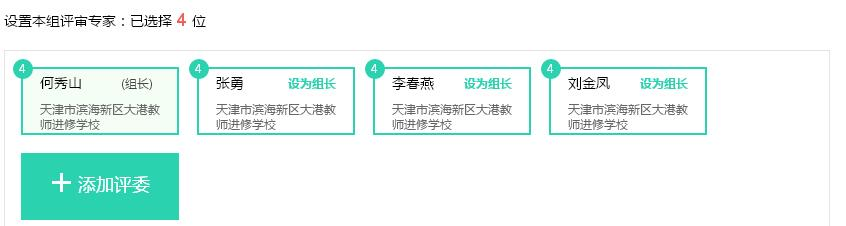 设置本组评审专家：已选择 4 位
4 4 4 4
何秀山 (组长) 张勇 设为组长 李春燕 设为组长 刘金凤 设为组长
天津市滨海新区大港教 天津市滨海新区大港教 天津市滨海新区大港教 天津市滨海新区大港教
师进修学校 师进修学校 师进修学校 师进修学校
+ 添加评委